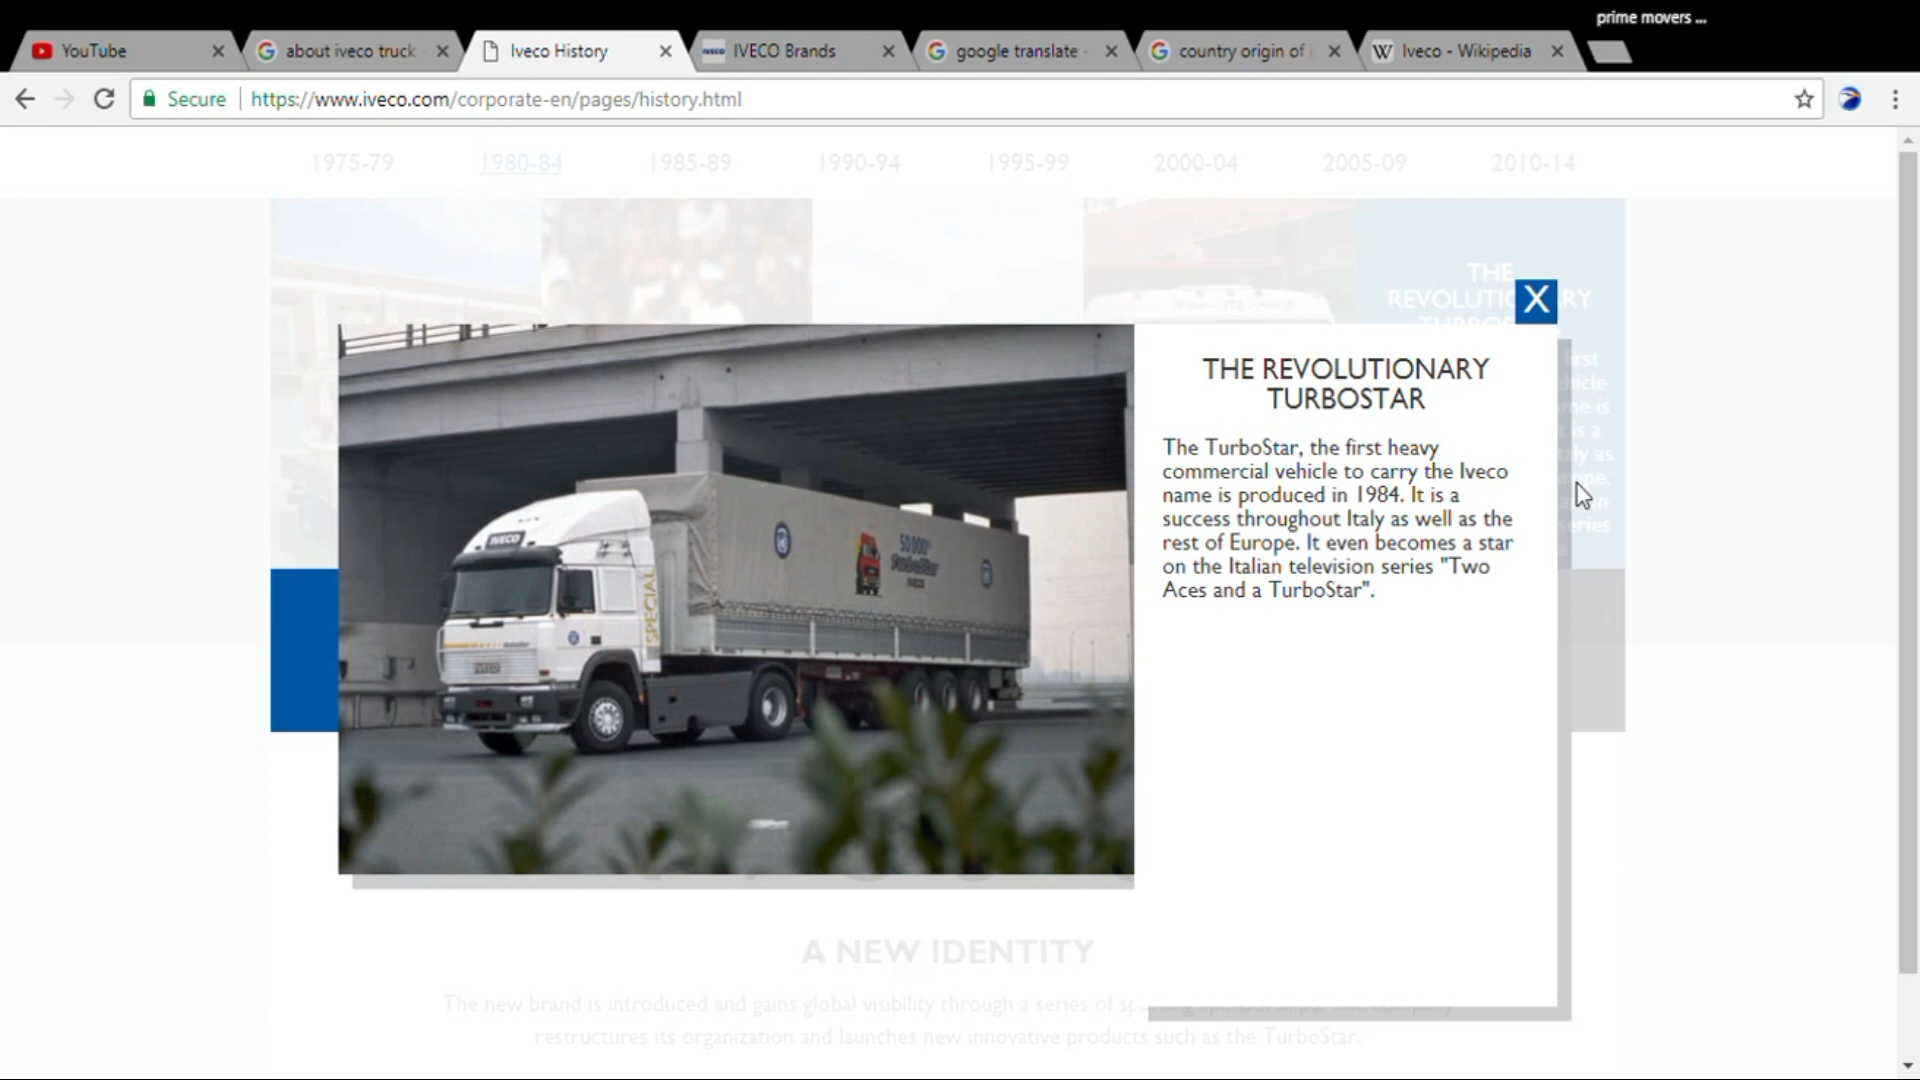 prime movers ...
YouTube
about iveco truck
Iveco History
IVECO Brands
google translate -
country origin of
Iveco - Wikipedia
Secure
https://www.iveco.com/corporate-en/pages/history.html
1975-79
1980-84
1985-89
1990-94
1995-99
2000-04
2005-09
2010-14
THE
X
THE REVOLUTIONARY
TURBOSTAR
The TurboStar, the first heavy
commercial vehicle to carry the Iveco
name is produced in 1984. It is a
success throughout Italy as well as the
rest of Europe. It even becomes a star
on the Italian television series "Two
Aces and a TurboStar".
IVECO
SPECIAL
50.000°
TurboStar
IVECO
IVECO
A NEW IDENTITY
The new brand is introduced and gains global visibility through a series of
restructures its organization and launches new innovative products such as the TurboStar.